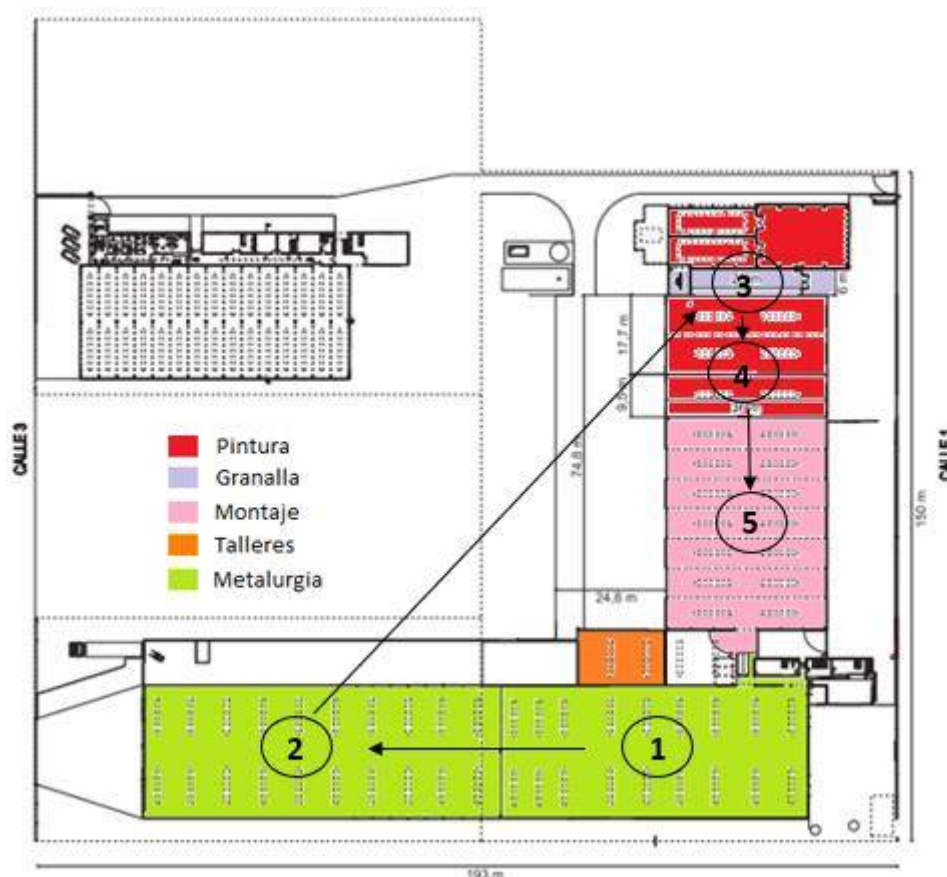 3
6 m
17,7 m
4
9,5 m
CALLE 3
CALLE 1
Pintura
Granalla
Montaje
Talleres
Metalurgia
74,8 m
5
150 m
24,6 m
2
1
193 m